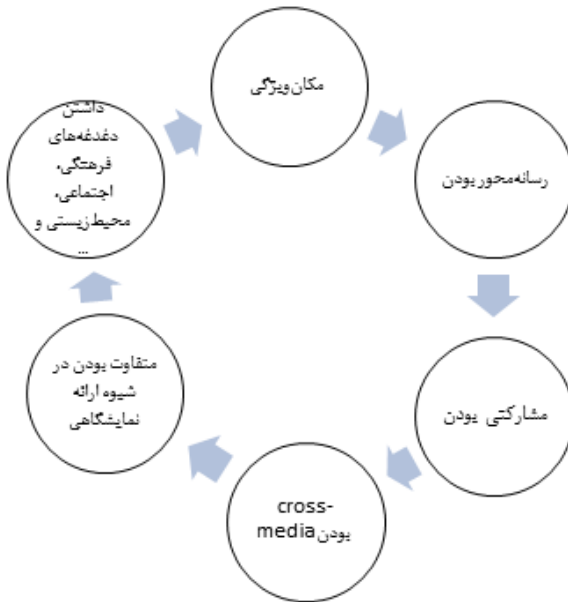 مکان‌ویژگی
رسانه‌محور بودن
مشارکتی بودن
cross-
mediaبودن
متفاوت بودن در
شیوه ارائه
نمایشگاهی
داشتن
دغدغه‌های
فرهنگی،
اجتماعی،
محیط‌زیستی و
...